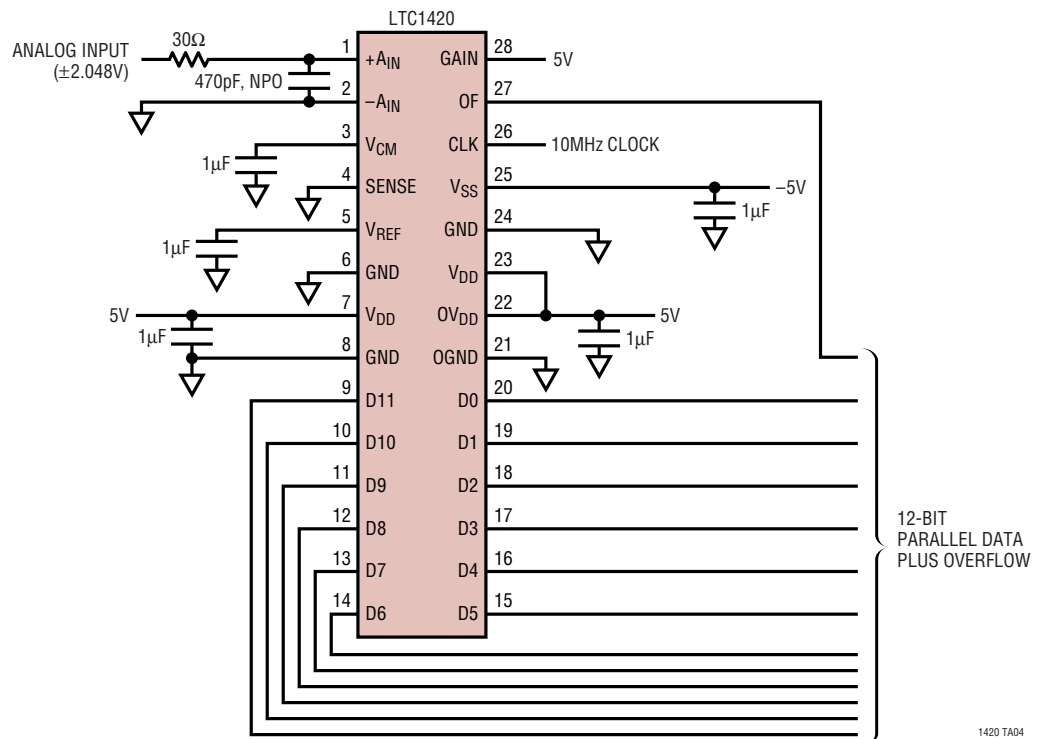 LTC1420
ANALOG INPUT
(±2.048V)
30Ω
470pF, NPO
1 +AIN
2 –AIN
3 VCM
1µF
4 SENSE
5 VREF
1µF
6 GND
5V
7 VDD
1µF
8 GND
9 D11
10 D10
11 D9
12 D8
13 D7
14 D6
GAIN 28 5V
OF 27
CLK 26 10MHz CLOCK
VSS 25 –5V
1µF
GND 24
VDD 23
OVDD 22 5V
1µF
OGND 21
D0 20
D1 19
D2 18
D3 17
D4 16
D5 15
12-BIT
PARALLEL DATA
PLUS OVERFLOW
1420 TA04